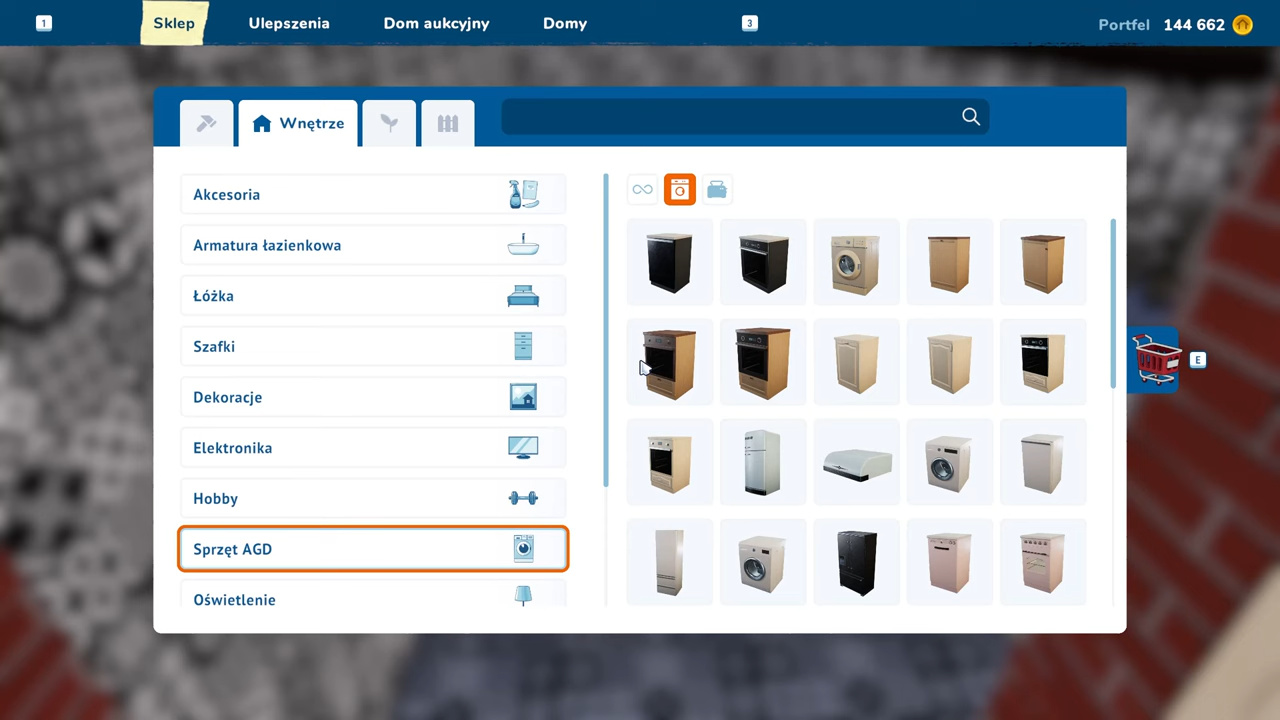 1
Sklep
Ulepszenia
Dom aukcyjny
Domy
3
Portfel 144 662
Wnętrze
Akcesoria
Armatura łazienkowa
Łóżka
Szafki
Dekoracje
Elektronika
Hobby
Sprzęt AGD
Oświetlenie
E